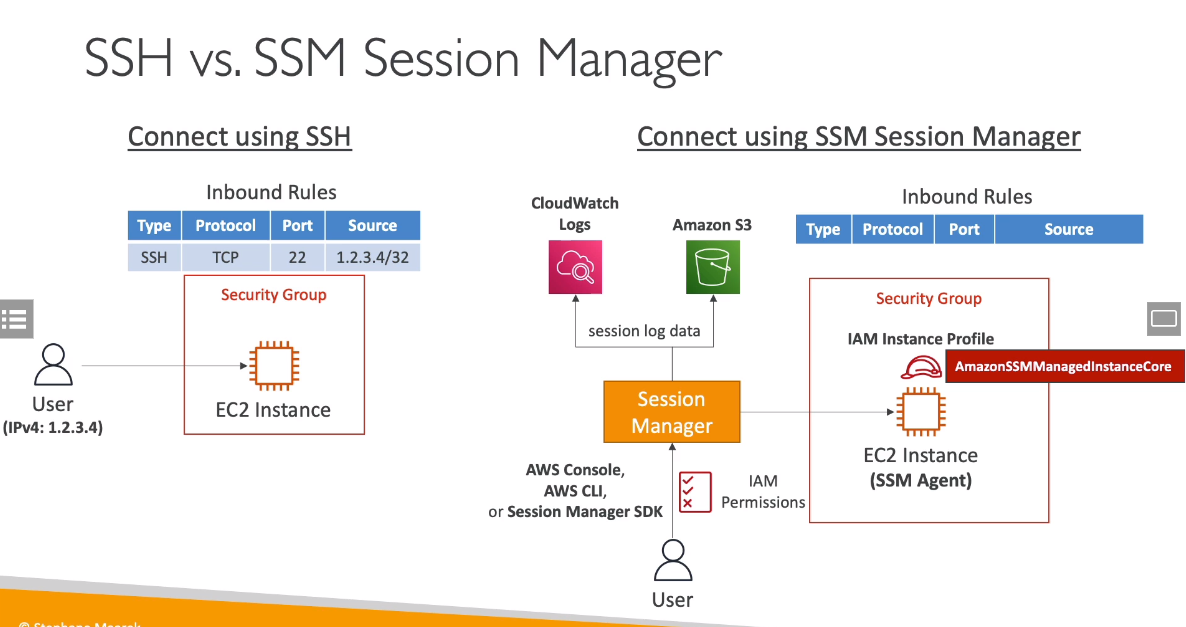 SSH vs. SSM Session Manager
Connect using SSH
Inbound Rules
Type Protocol Port Source
SSH TCP 22 1.2.3.4/32
Security Group
EC2 Instance
User
(IPv4: 1.2.3.4)
Connect using SSM Session Manager
CloudWatch
Logs
Amazon S3
session log data
Session
Manager
AWS Console,
AWS CLI,
or Session Manager SDK
IAM
Permissions
User
Inbound Rules
Type Protocol Port Source
Security Group
IAM Instance Profile
AmazonSSMManagedInstanceCore
EC2 Instance
(SSM Agent)